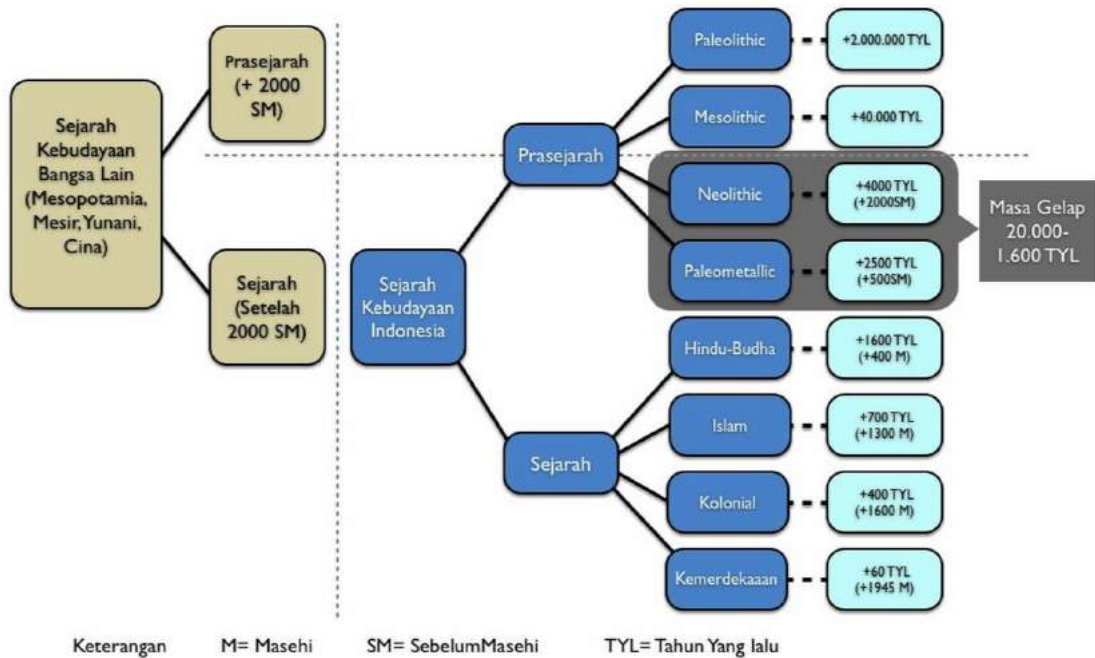 Sejarah
Kebudayaan
Bangsa Lain
(Mesopotamia,
Mesir, Yunani,
Cina)
Prasejarah
(+ 2000
SM)
Sejarah
(Setelah
2000 SM)
Sejarah
Kebudayaan
Indonesia
Prasejarah
Paleolithic
+2.000.000 TYL
Mesolithic
+40.000 TYL
Neolithic
+4000 TYL
(+2000SM)
Paleometallic
+2500 TYL
(+500SM)
Masa Gelap
20.000-
1.600 TYL
Sejarah
Hindu-Budha
+1600 TYL
(+400 M)
Islam
+700 TYL
(+1300 M)
Kolonial
+400 TYL
(+1600 M)
Kemerdekaaan
+60 TYL
(+1945 M)
Keterangan M= Masehi SM= SebelumMasehi TYL= Tahun Yang lalu